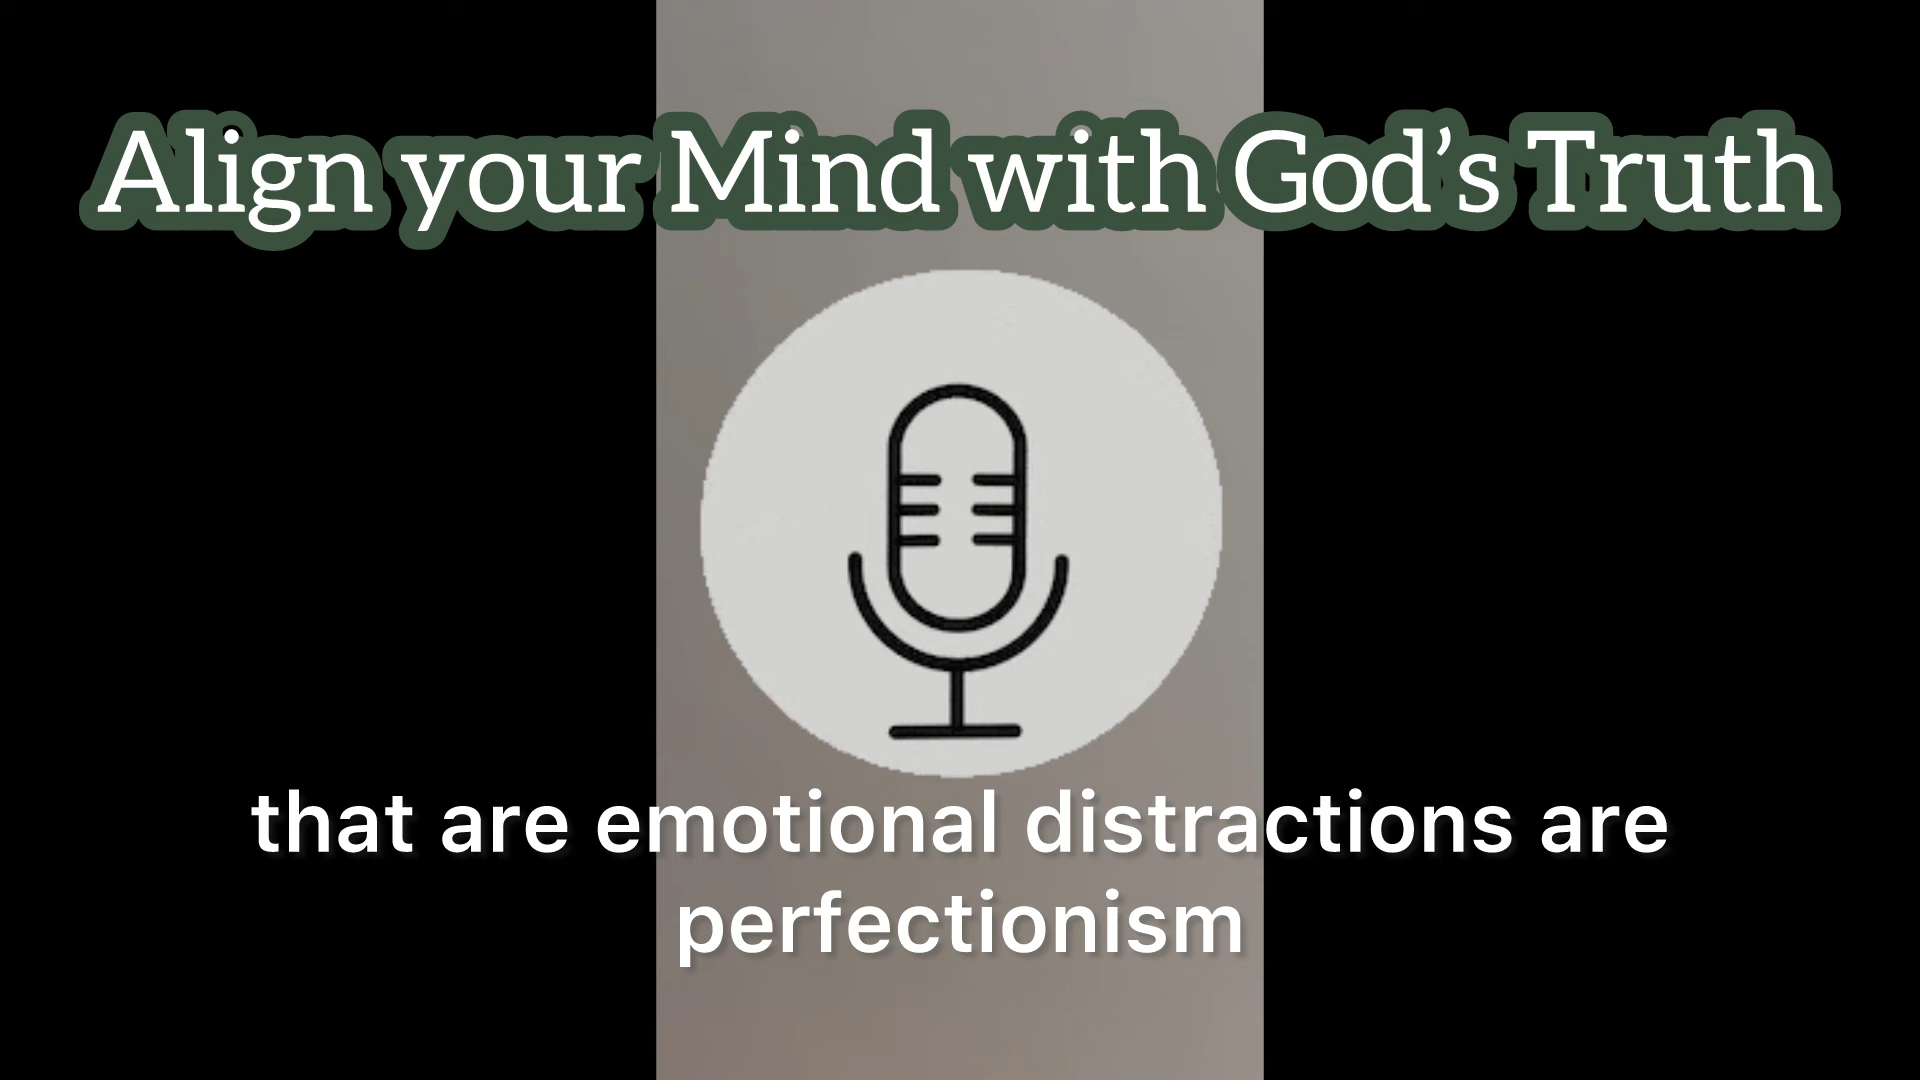 Align your Mind with God’s Truth
that are emotional distractions are
perfectionism